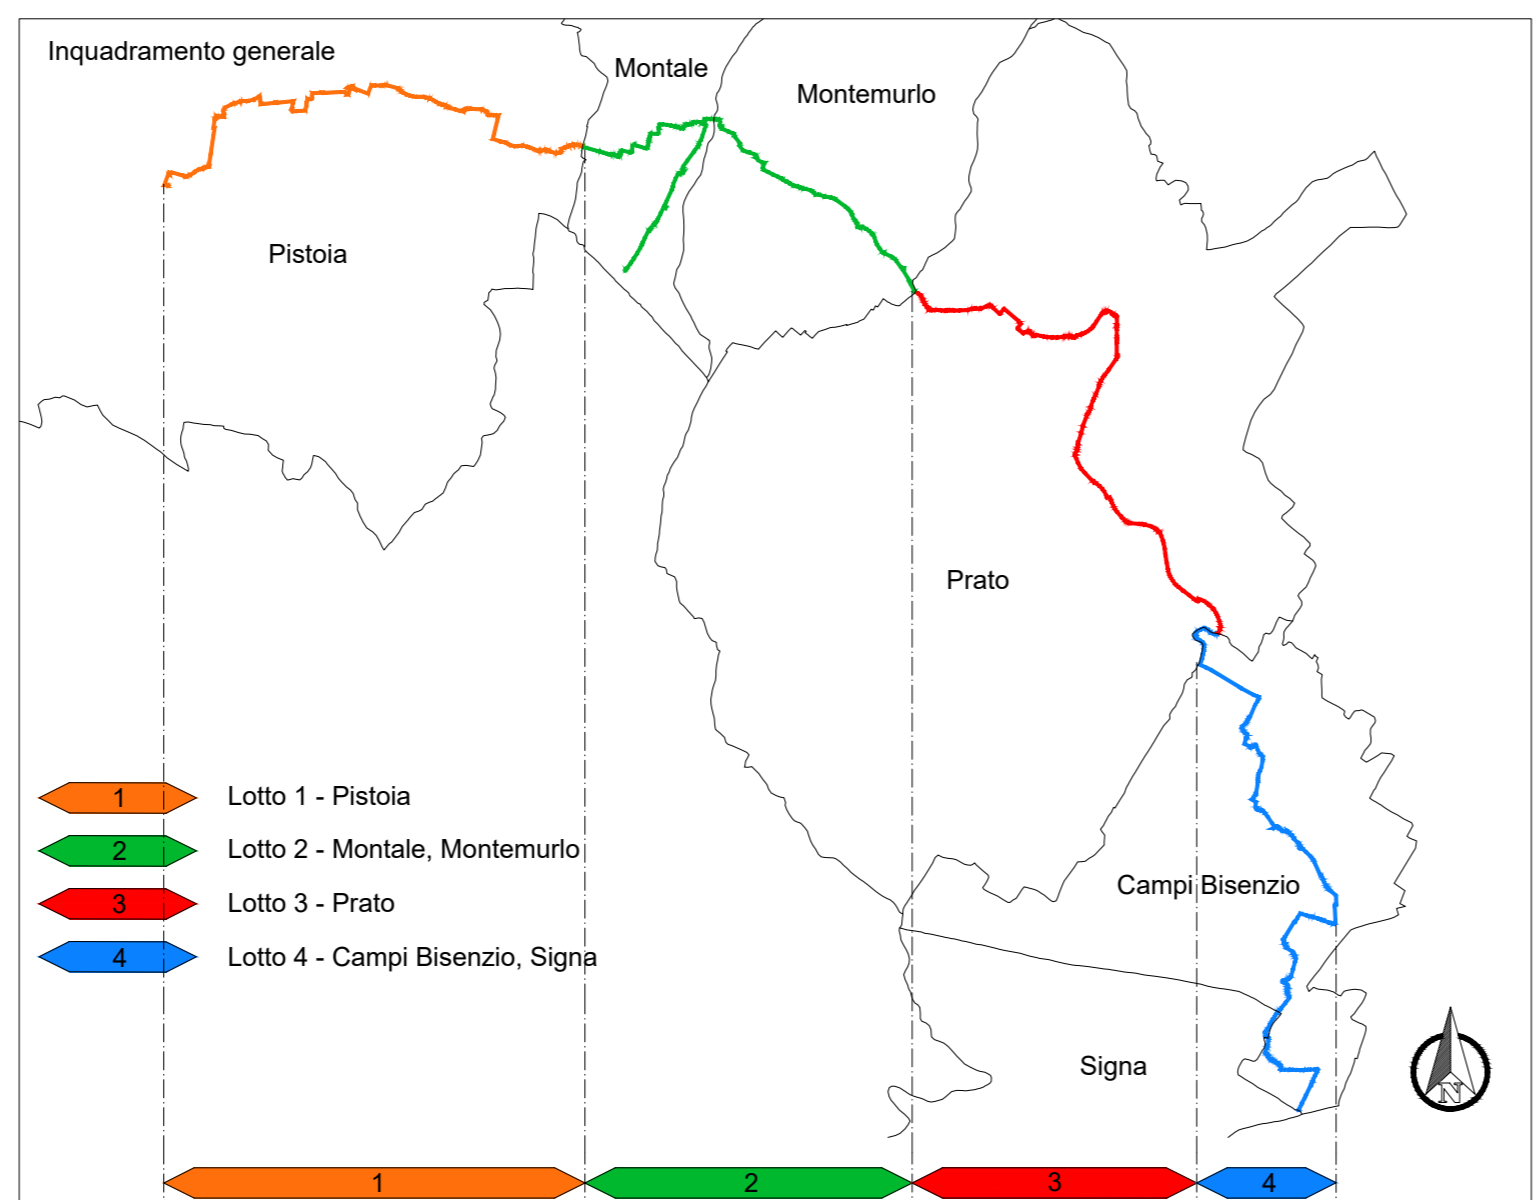 Inquadramento generale
Montale
Montemurlo
Pistoia
Prato
1 Lotto 1 - Pistoia
2 Lotto 2 - Montale, Montemurlo
3 Lotto 3 - Prato
4 Lotto 4 - Campi Bisenzio, Signa
Campi Bisenzio
Signa
N
1 2 3 4